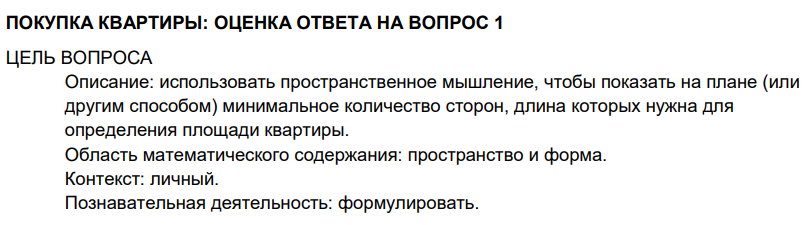 ПОКУПКА КВАРТИРЫ: ОЦЕНКА ОТВЕТА НА ВОПРОС 1
ЦЕЛЬ ВОПРОСА
Описание: использовать пространственное мышление, чтобы показать на плане (или
другим способом) минимальное количество сторон, длина которых нужна для
определения площади квартиры.
Область математического содержания: пространство и форма.
Контекст: личный.
Познавательная деятельность: формулировать.